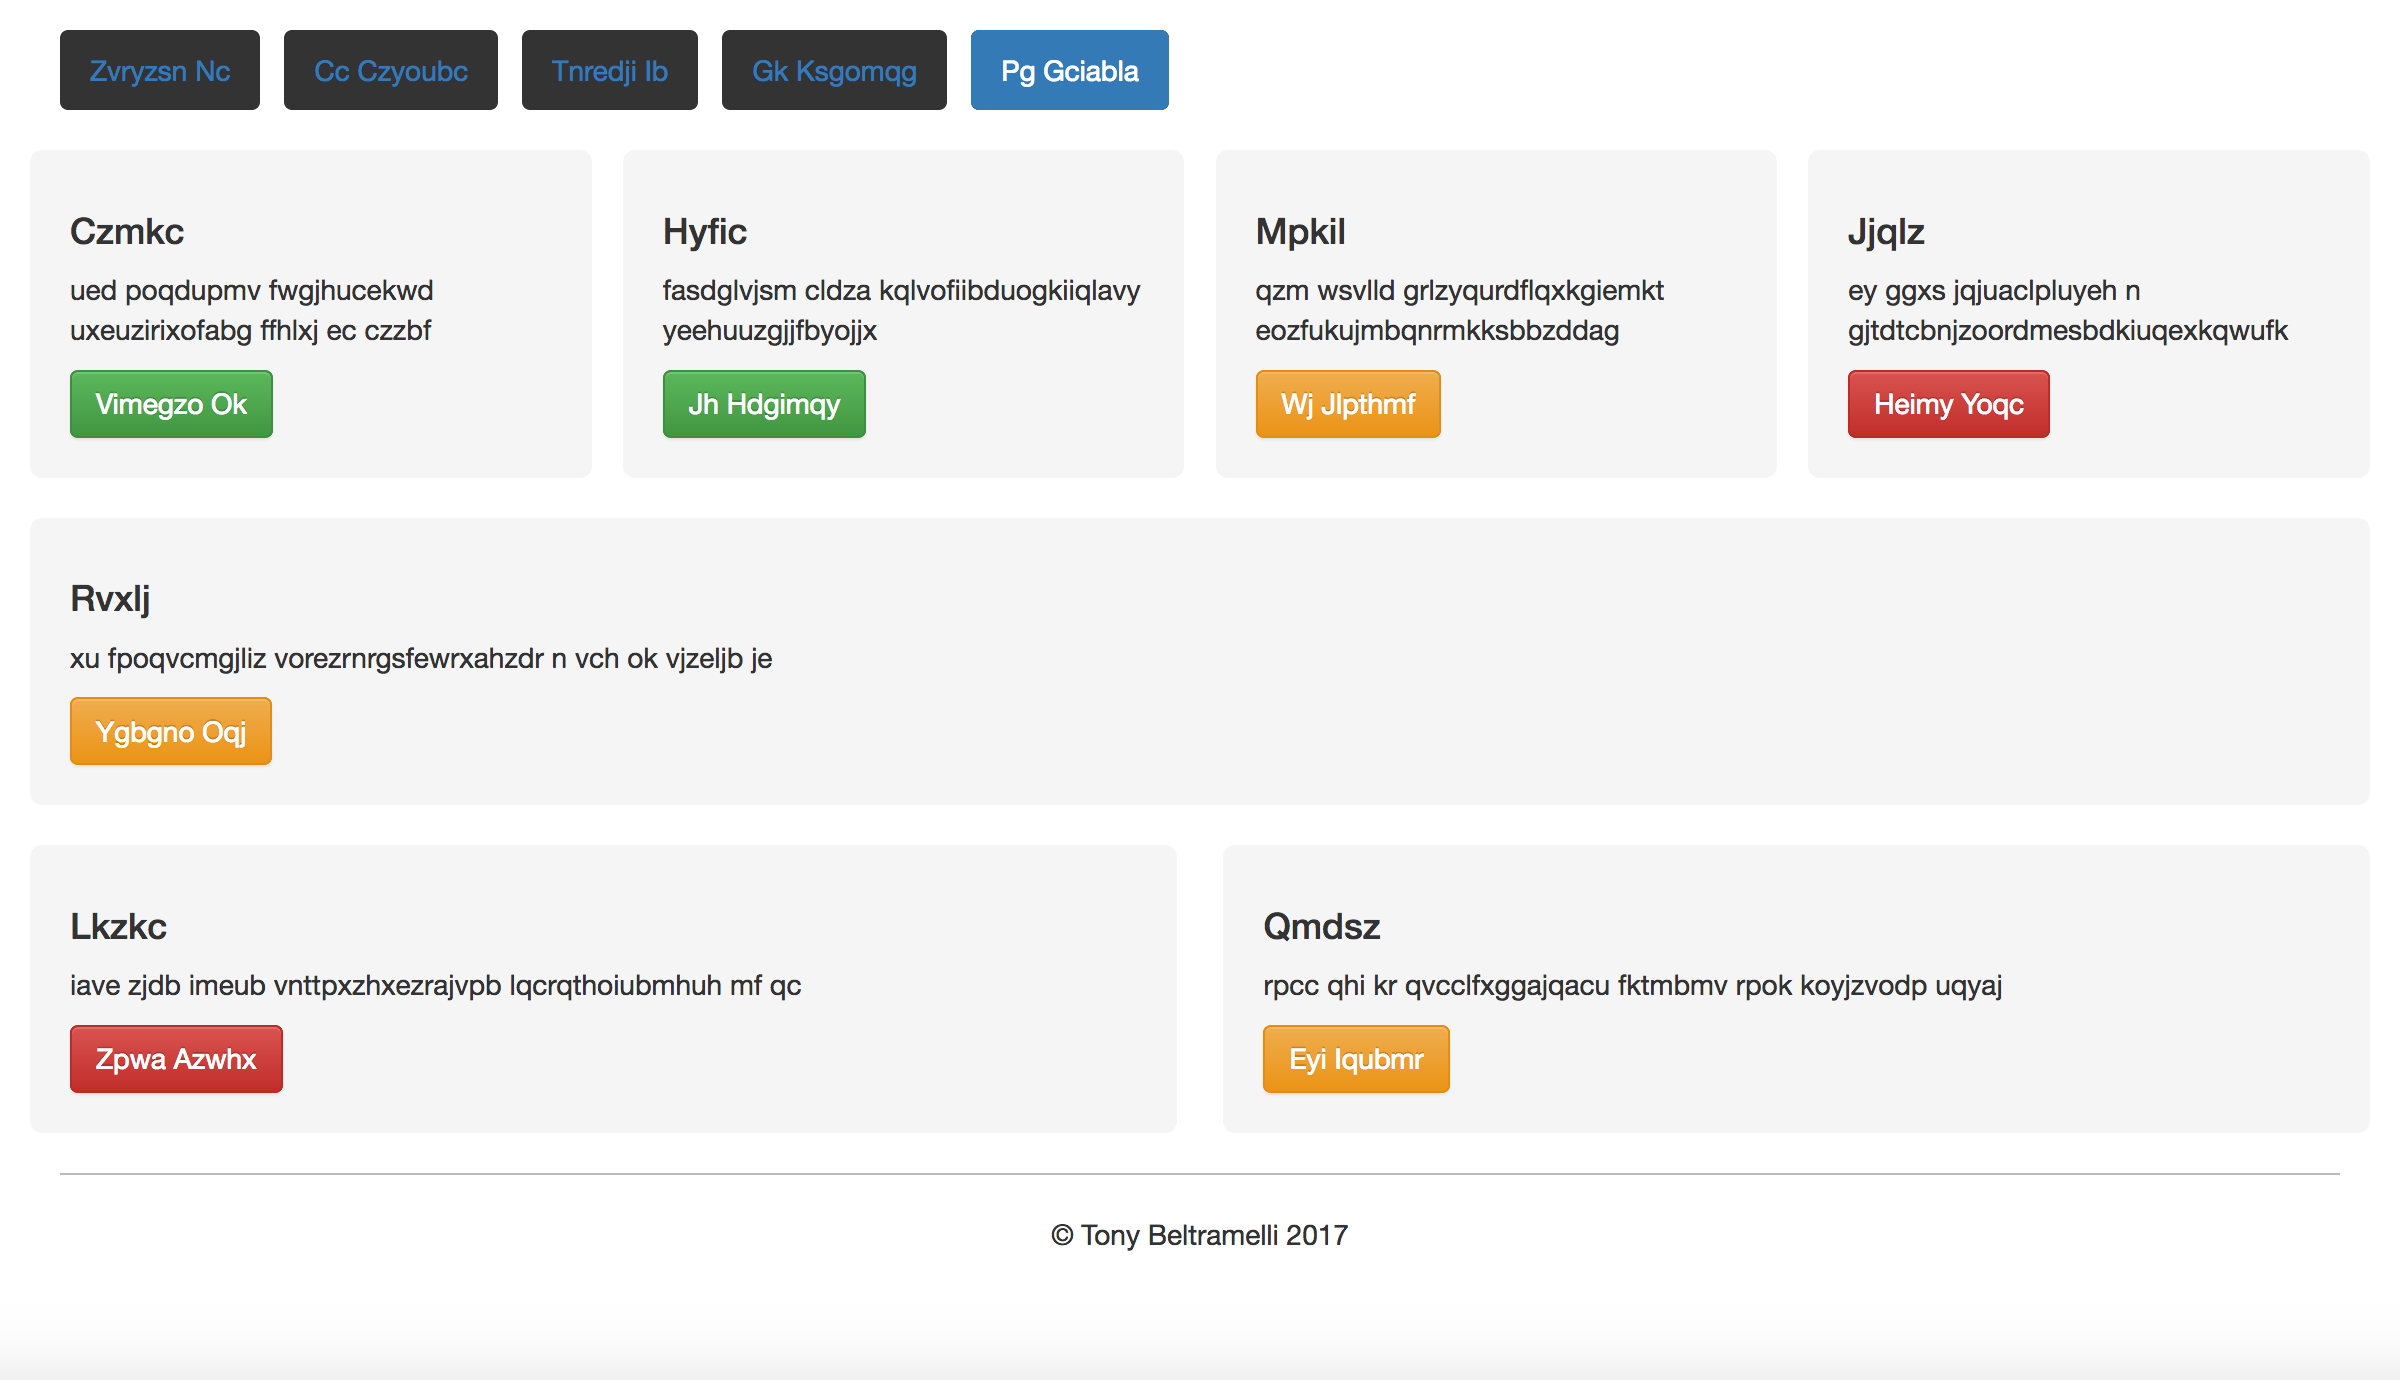 Zvryzsn Nc
Cc Czyoubc
Tnredji Ib
Gk Ksgomqg
Pg Gciabla
Czmkc
ued poqdupmv fwgjhucekwd
uxeuzirixofabg ffhlxj ec czzbf
Vimegzo Ok
Hyfic
fasdglvjsm cldza kqlvofiibduogkiiqlavy
yeehuuzgjjfbyojjx
Jh Hdgimqy
Mpkil
qzm wsvlld grlzyqurdflqxkgiemkt
eozfukujmbqnrmkksbbzddag
Wj Jlpthmf
Jjqlz
ey ggxs jqjuaclpluyeh n
gjtdtcbnjzoordmesbdkiuqexkqwufk
Heimy Yoqc
Rvxlj
xu fpoqvcmgjliz vorezrnrgsfewrxahzdr n vch ok vjzeljb je
Ygbgno Oqj
Lkzkc
iave zjdb imeub vnttpxzhxezrajvpb lqcrqthoiubmhuh mf qc
Zpwa Azwhx
Qmdsz
rpcc qhi kr qvcclfxggajqacu fktmbmv rpok koyjzvodp uqyaj
Eyi Iqubmr
© Tony Beltramelli 2017